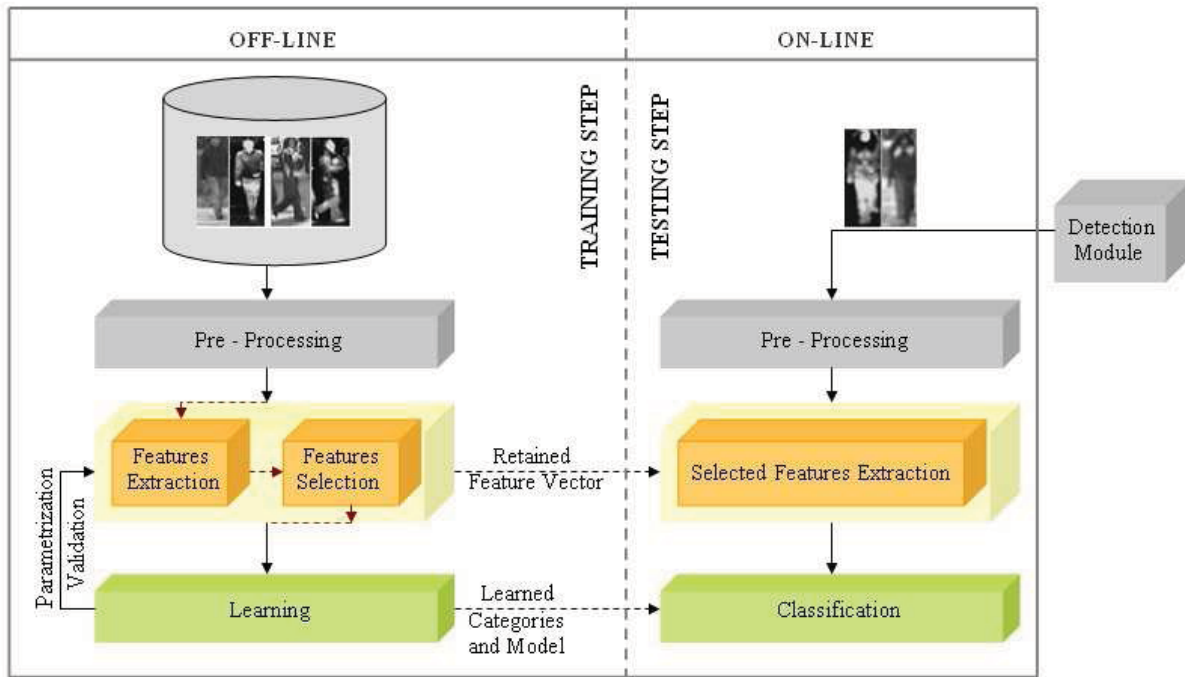 OFF-LINE
ON-LINE
TRAINING STEP
TESTING STEP
Detection
Module
Pre - Processing
Pre - Processing
Features
Extraction
Features
Selection
Retained
Feature Vector
Selected Features Extraction
Parametrization
Validation
Learning
Learned
Categories
and Model
Classification